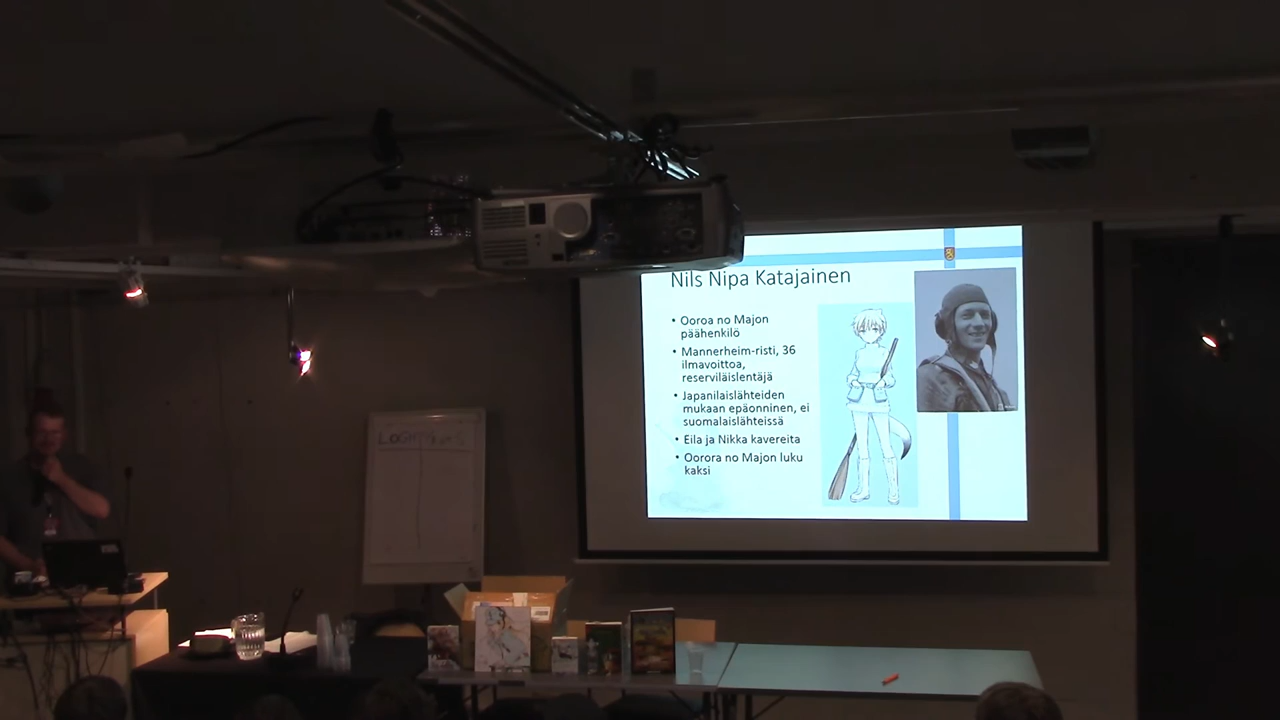 Nils Nipa Katajainen
• Ooroa no Majon
päähenkilö
• Mannerheim-risti, 36
ilmavoittoa,
reserviläislentäjä
• Japanilaislähteiden
mukaan epäonninen, ei
suomalaislähteissä
• Eila ja Nikka kavereita
• Oorora no Majon luku
kaksi